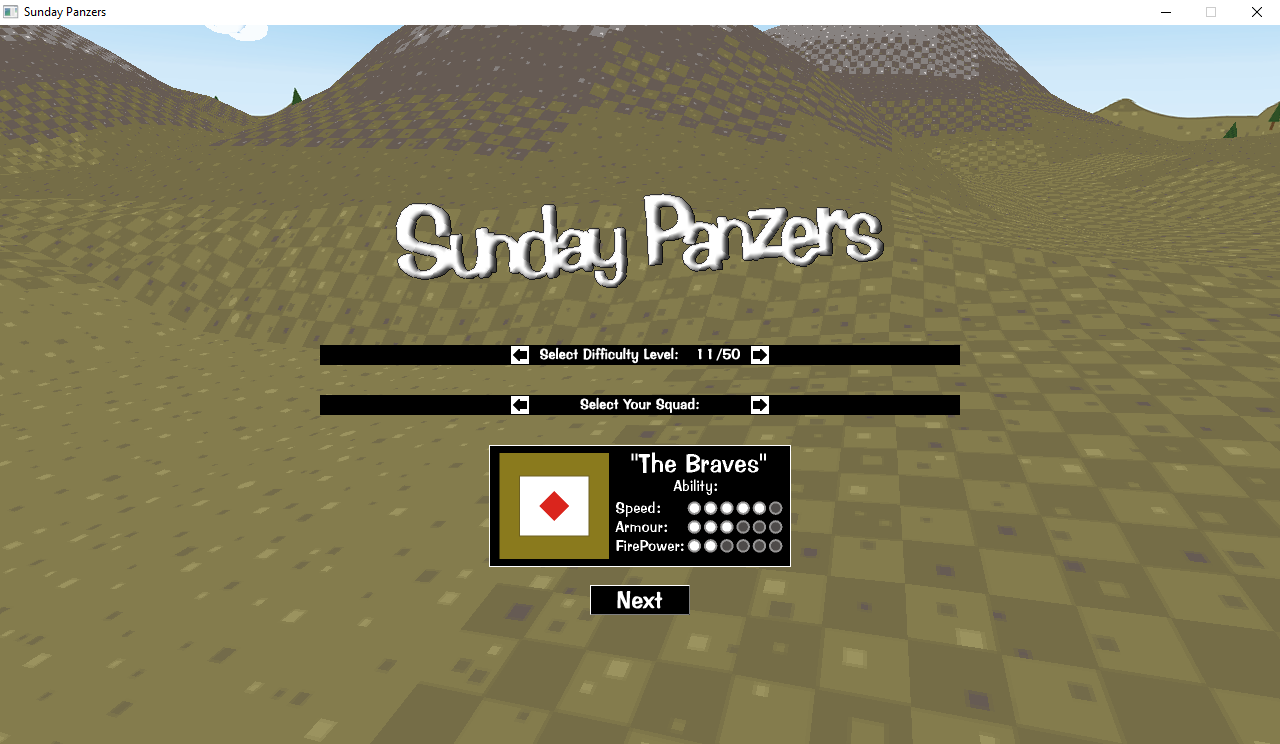 Sunday Panzers
Sunday Panzers
Select Difficulty Level: 11/50
Select Your Squad:
"The Braves"
Ability:
Speed:
Armour:
FirePower:
Next